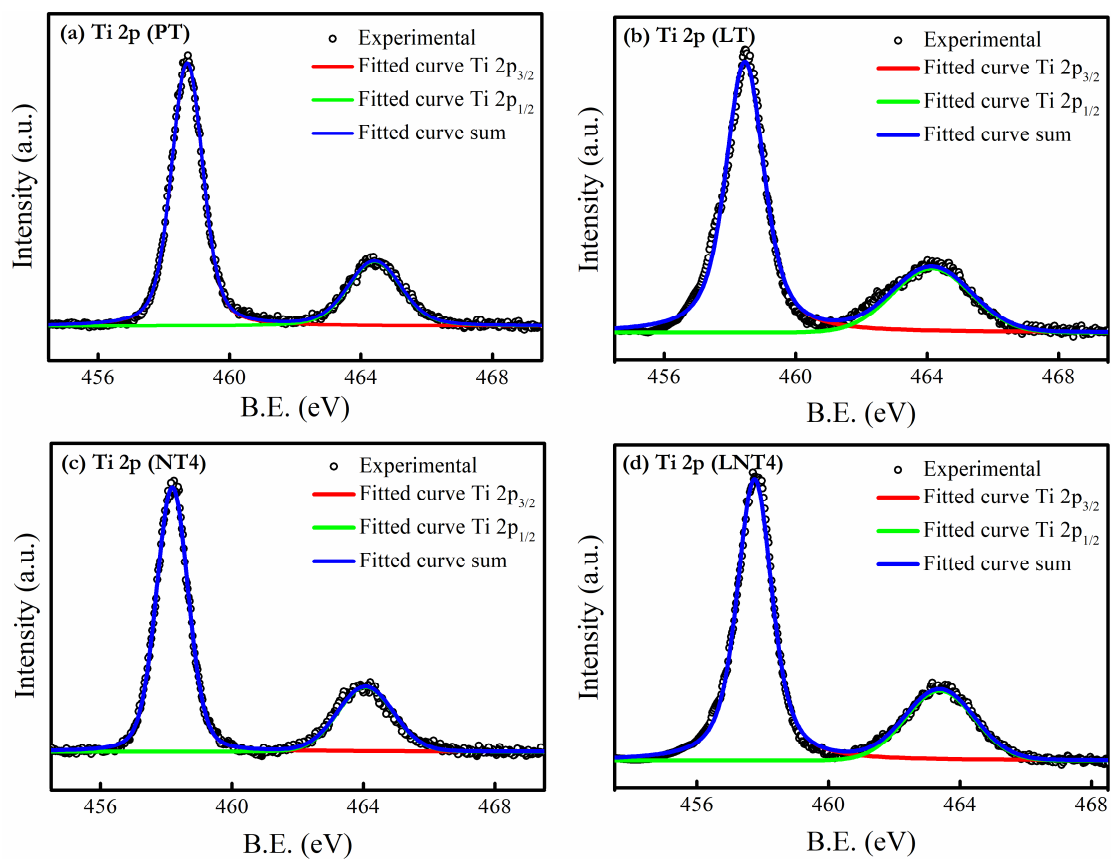 (a) Ti 2p (PT)
Experimental
Fitted curve Ti 2p3/2
Fitted curve Ti 2p1/2
Fitted curve sum
Intensity (a.u.)
456 460 464 468
B.E. (eV)
(b) Ti 2p (LT)
Experimental
Fitted curve Ti 2p3/2
Fitted curve Ti 2p1/2
Fitted curve sum
Intensity (a.u.)
456 460 464 468
B.E. (eV)
(c) Ti 2p (NT4)
Experimental
Fitted curve Ti 2p3/2
Fitted curve Ti 2p1/2
Fitted curve sum
Intensity (a.u.)
456 460 464 468
B.E. (eV)
(d) Ti 2p (LNT4)
Experimental
Fitted curve Ti 2p3/2
Fitted curve Ti 2p1/2
Fitted curve sum
Intensity (a.u.)
456 460 464 468
B.E. (eV)